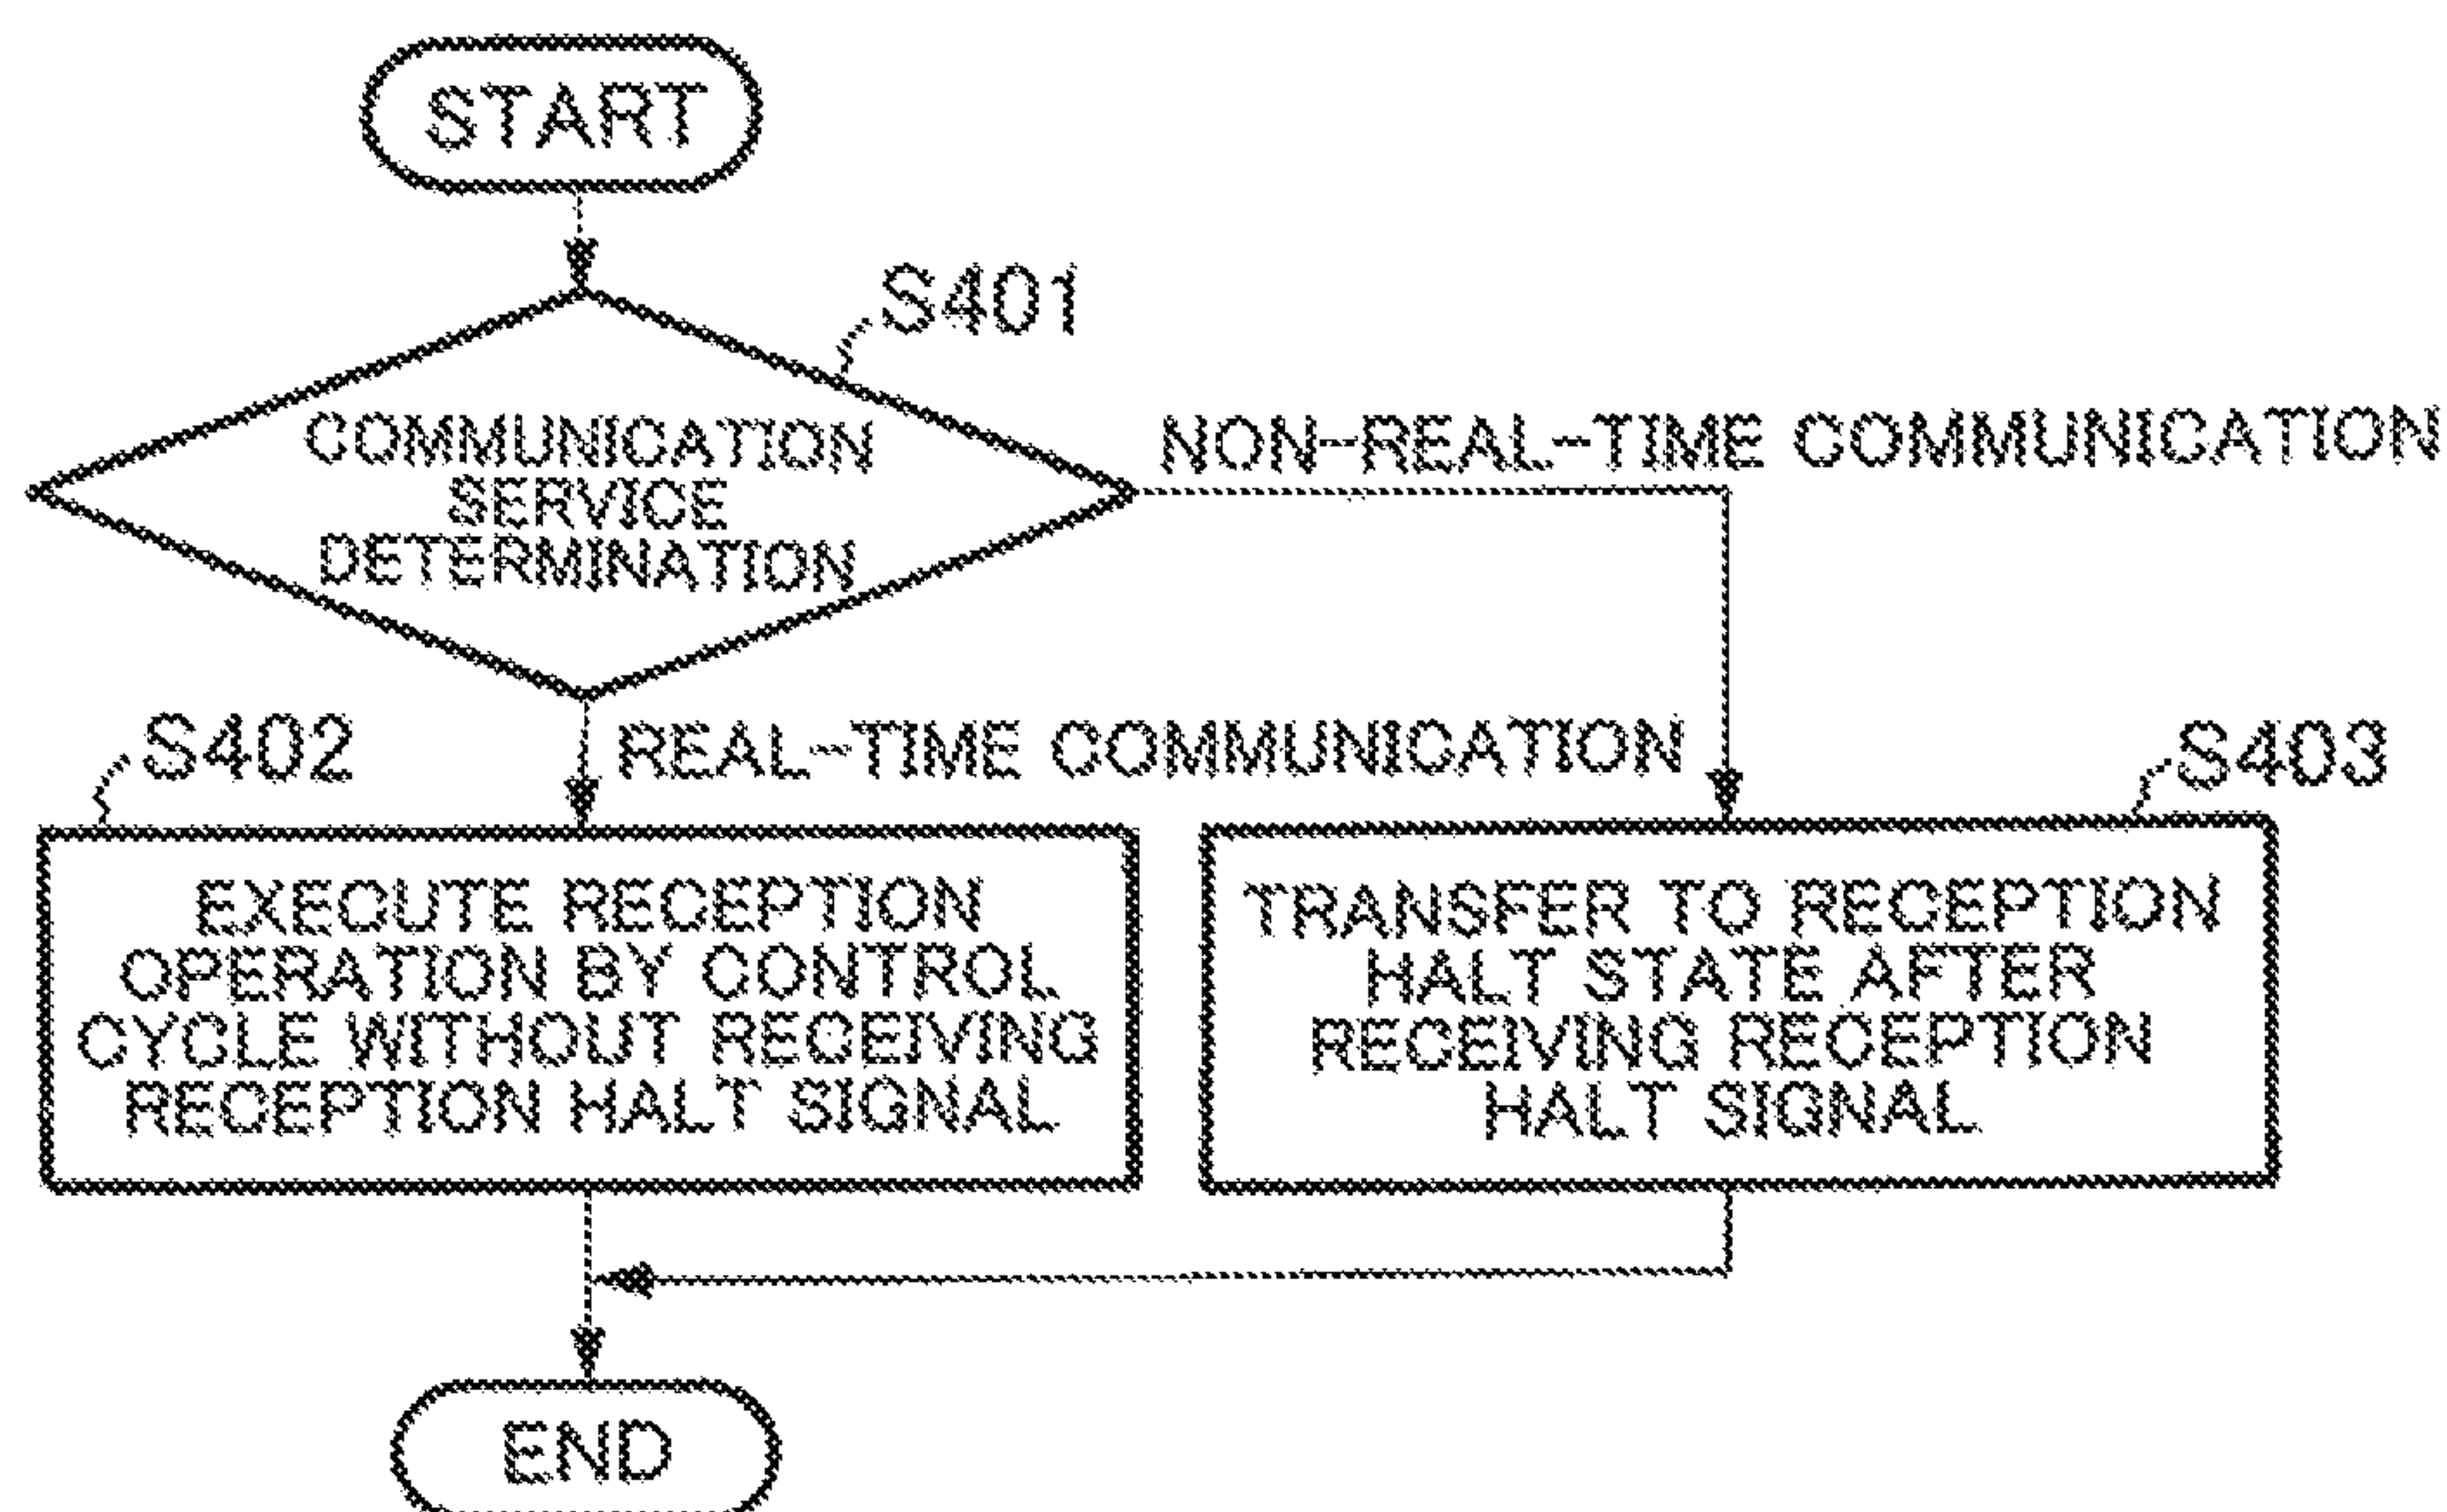 START
S401
COMMUNICATION
SERVICE
DETERMINATION
NON-REAL-TIME COMMUNICATION
S402
REAL-TIME COMMUNICATION
S403
EXECUTE RECEPTION
OPERATION BY CONTROL
CYCLE WITHOUT RECEIVING
RECEPTION HALT SIGNAL
TRANSFER TO RECEPTION
HALT STATE AFTER
RECEIVING RECEPTION
HALT SIGNAL
END